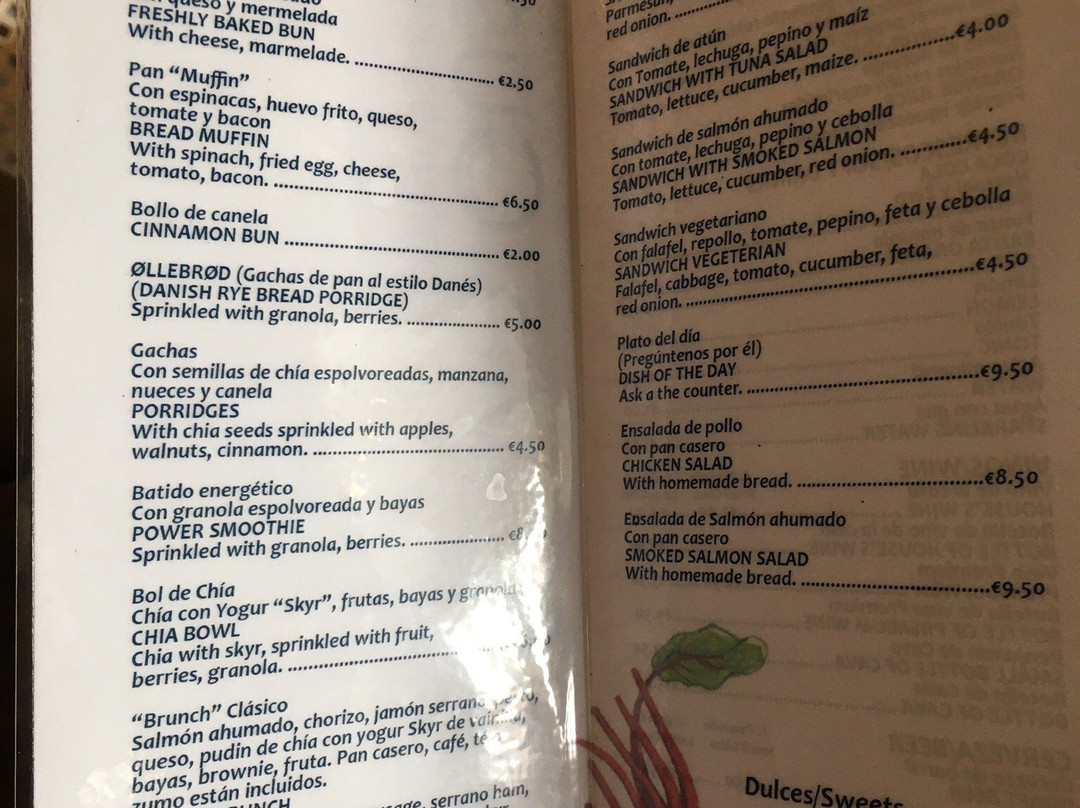 queso y mermelada
FRESHLY BAKED BUN
With cheese, marmelade. .......................... €2.50
Pan “Muffin”
Con espinacas, huevo frito, queso,
tomate y bacon
BREAD MUFFIN
With spinach, fried egg, cheese,
tomato, bacon. .......................................... €6.50
Bollo de canela
CINNAMON BUN ........................................ €2.00
ØLLEBRØD (Gachas de pan al estilo Danés)
(DANISH RYE BREAD PORRIDGE)
Sprinkled with granola, berries. ................. €5.00
Gachas
Con semillas de chía espolvoreadas, manzana,
nueces y canela
PORRIDGES
With chia seeds sprinkled with apples,
walnuts, cinnamon. ................................... €4.50
Batido energético
Con granola espolvoreada y bayas
POWER SMOOTHIE
Sprinkled with granola, berries. .................
Bol de Chía
Chía con Yogur “Skyr”, frutas, bayas y granola
CHIA BOWL
Chia with skyr, sprinkled with fruit,
berries, granola. ........................................
“Brunch” Clásico
Salmón ahumado, chorizo, jamón serrano,
queso, pudin de chía con yogur Skyr de
bayas, brownie, fruta. Pan casero, café, té
zumo están incluidos.
BRUNCH
serrano ham,
Parmesan,
red onion.
Sandwich de atún
Con Tomate, lechuga, pepino y maíz
SANDWICH WITH TUNA SALAD
Tomato, lettuce, cucumber, maize. ................€4.00
Sandwich de salmón ahumado
Con tomate, lechuga, pepino y cebolla
SANDWICH WITH SMOKED SALMON
Tomato, lettuce, cucumber, red onion. ............€4.50
Sandwich vegetariano
Con falafel, repollo, tomate, pepino, feta y cebolla
SANDWICH VEGETERIAN
Falafel, cabbage, tomato, cucumber, feta,
red onion. ....................................................€4.50
Plato del día
(Pregúntenos por él)
DISH OF THE DAY
Ask a the counter. ..........................................€9.50
Ensalada de pollo
Con pan casero
CHICKEN SALAD
With homemade bread. ..................................€8.50
Ensalada de Salmón ahumado
Con pan casero
SMOKED SALMON SALAD
With homemade bread. ..................................€9.50
Dulces/Sweets